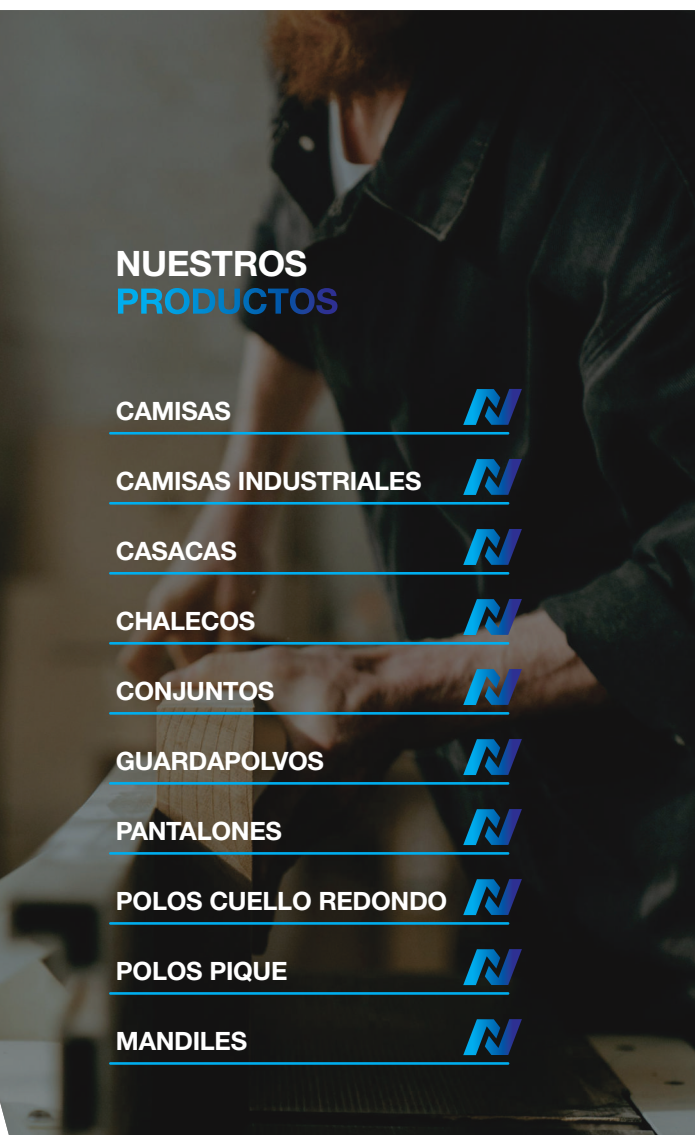 NUESTROS
PRODUCTOS
CAMISAS
CAMISAS INDUSTRIALES
CASACAS
CHALECOS
CONJUNTOS
GUARDAPOLVOS
PANTALONES
POLOS CUELLO REDONDO
POLOS PIQUE
MANDILES